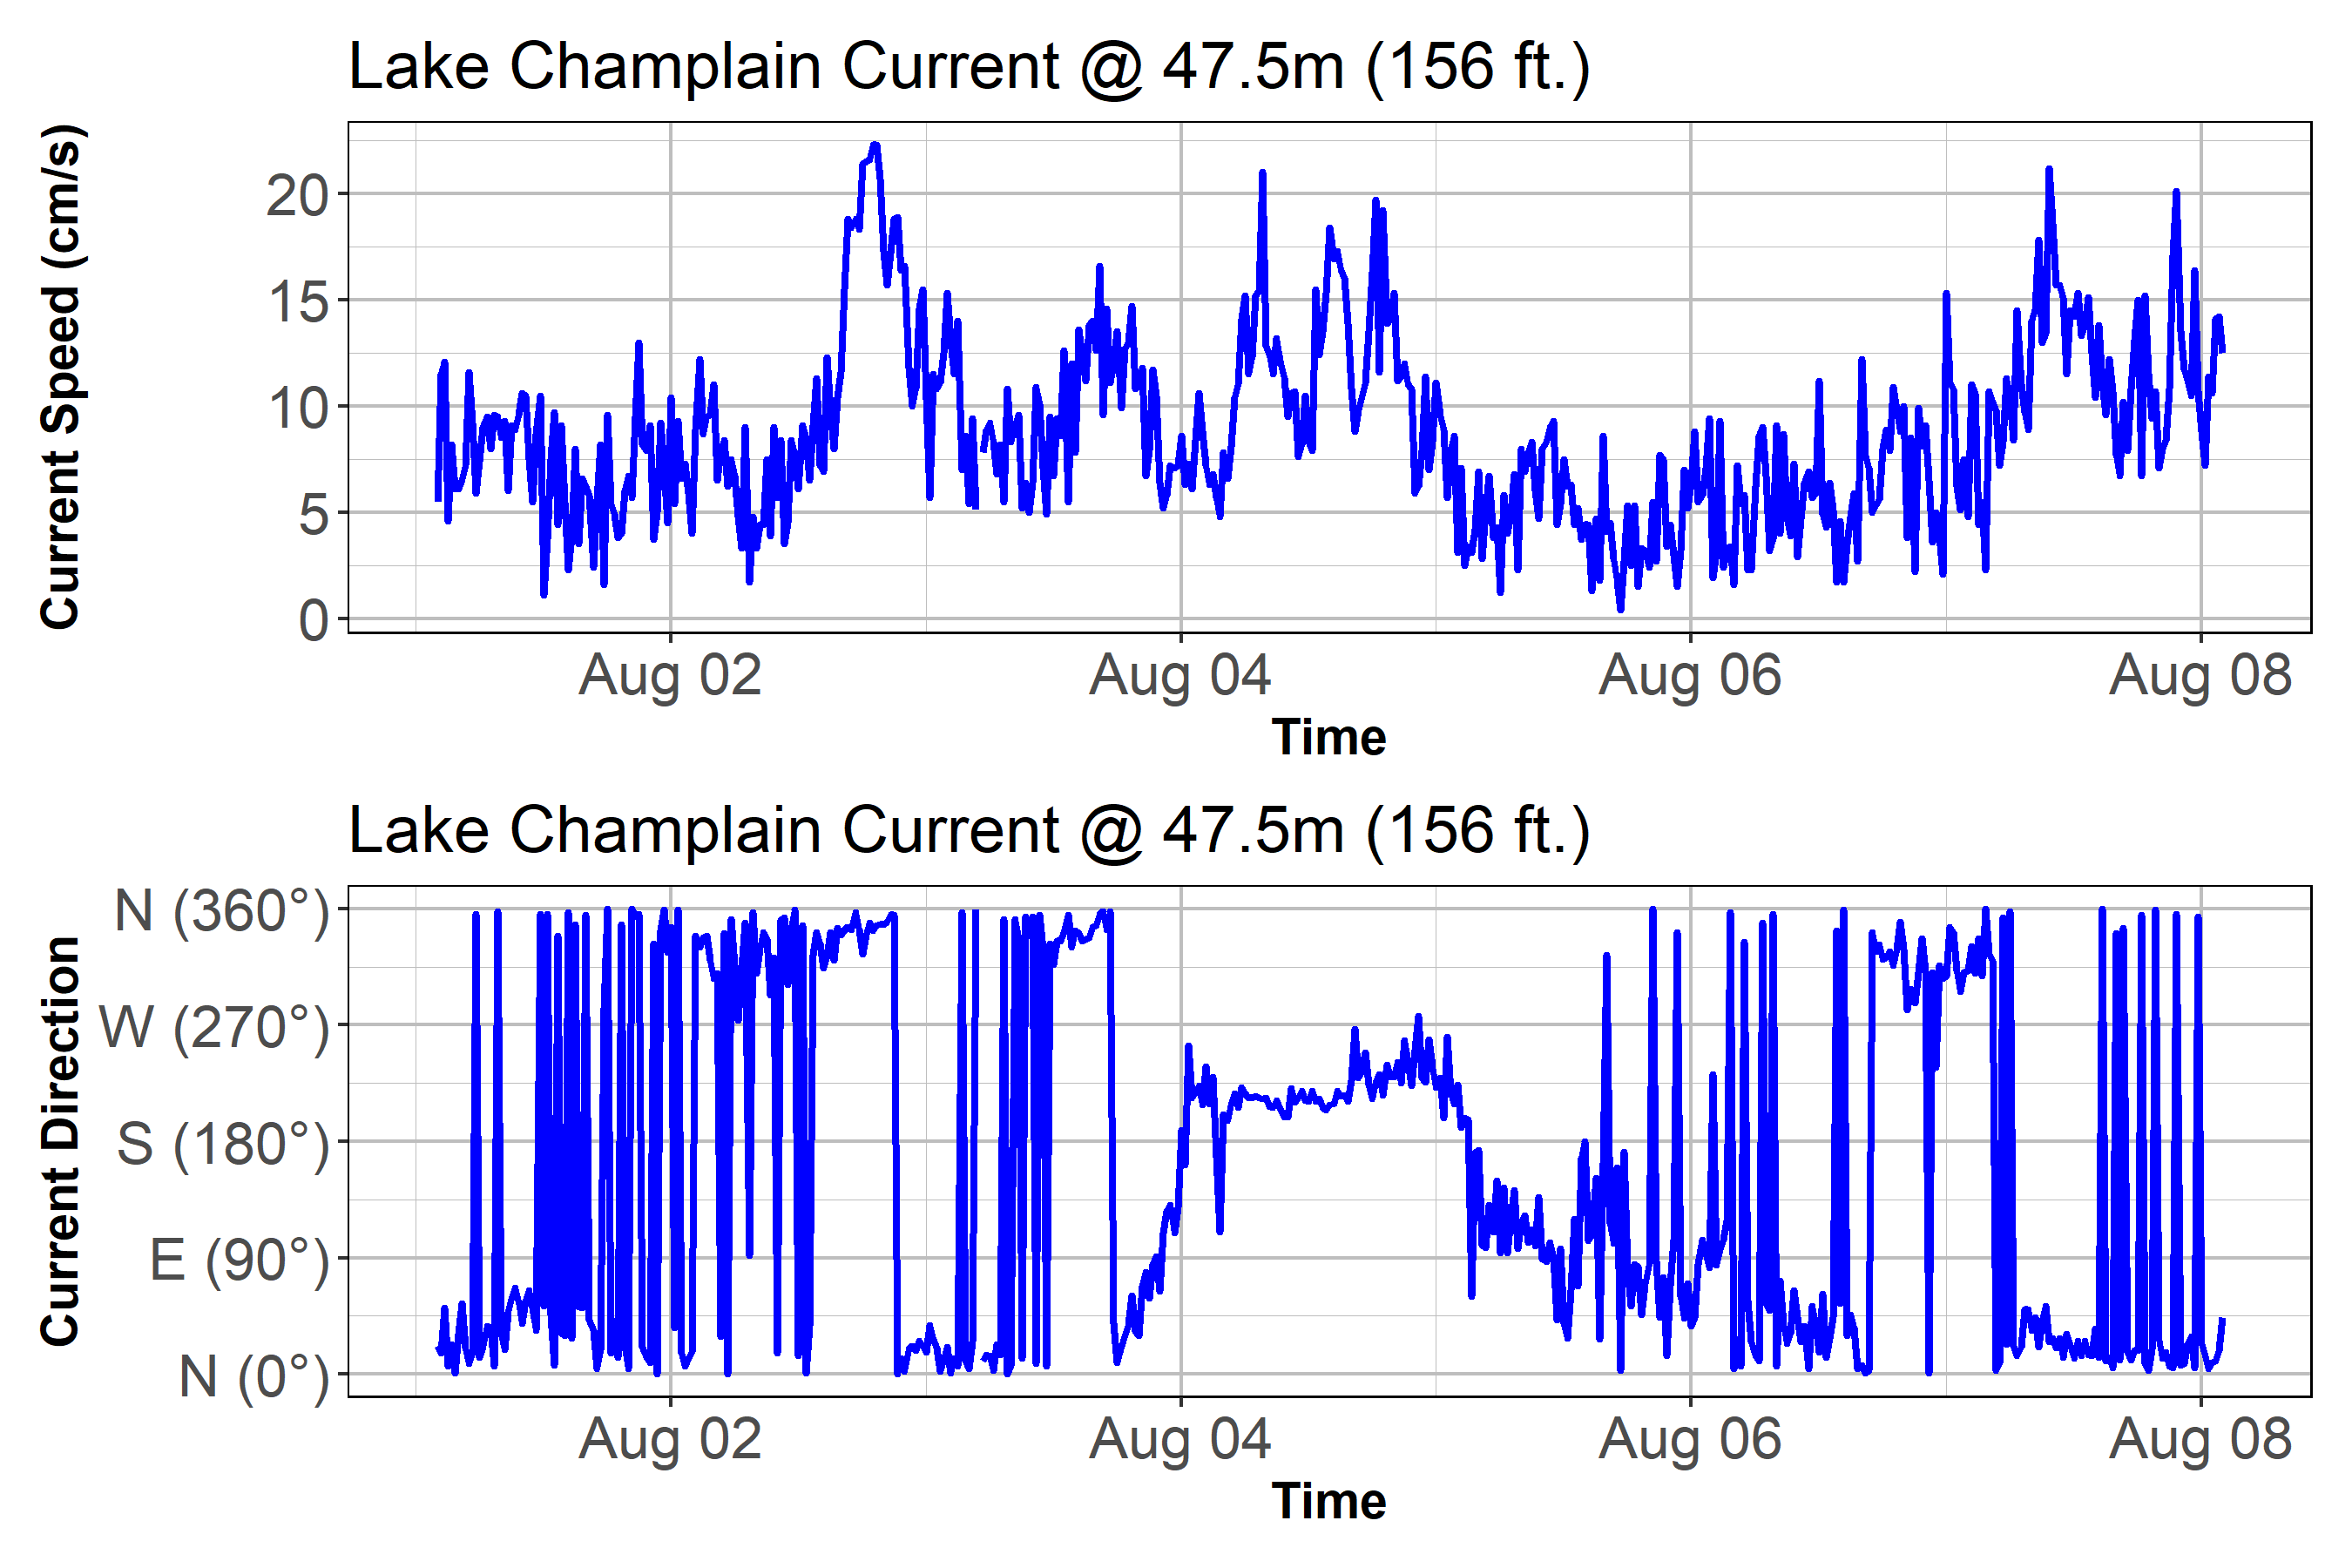 Lake Champlain Current @ 47.5m (156 ft.)
Current Speed (cm/s)
20
15
10
5
0
Aug 02 Aug 04 Aug 06 Aug 08
Time
Lake Champlain Current @ 47.5m (156 ft.)
Current Direction
N (360°)
W (270°)
S (180°)
E (90°)
N (0°)
Aug 02 Aug 04 Aug 06 Aug 08
Time